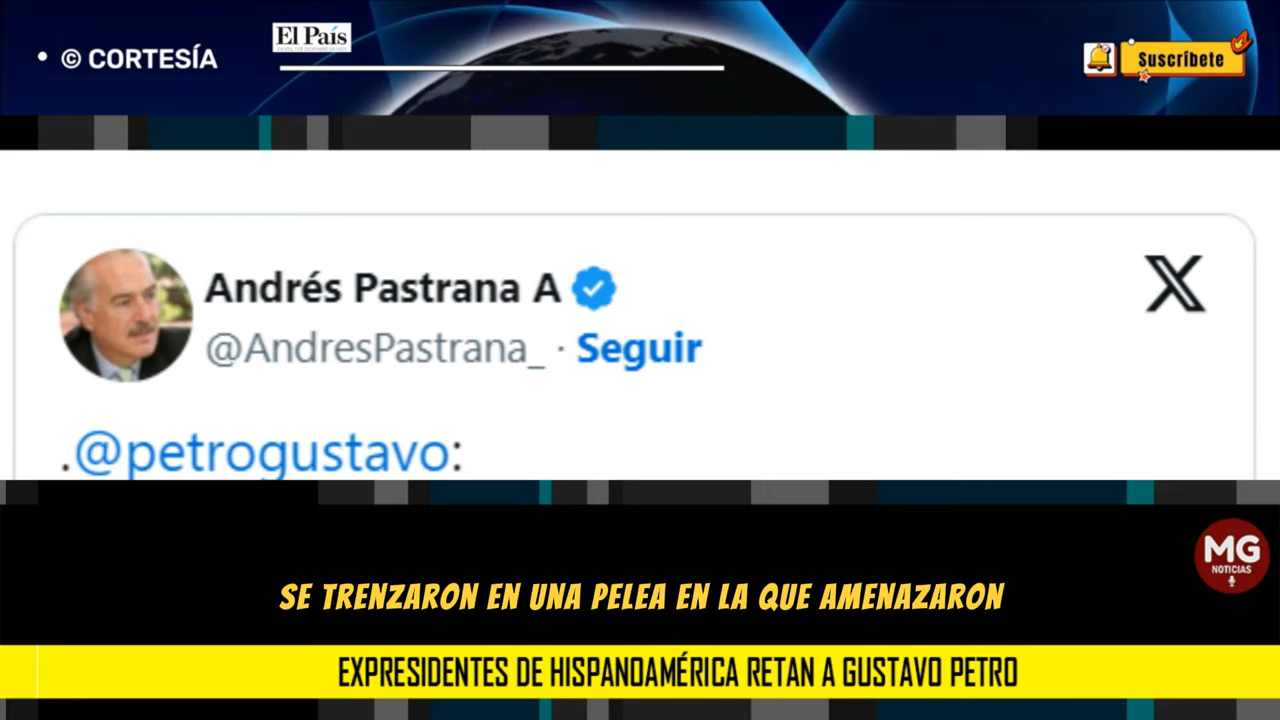 • © CORTESÍA
El País
Suscríbete
Andrés Pastrana A
@AndresPastrana_ · Seguir
.@petrogustavo:
MG
NOTICIAS
SE TRENZARON EN UNA PELEA EN LA QUE AMENAZARON
EXPRESIDENTES DE HISPANOAMÉRICA RETAN A GUSTAVO PETRO